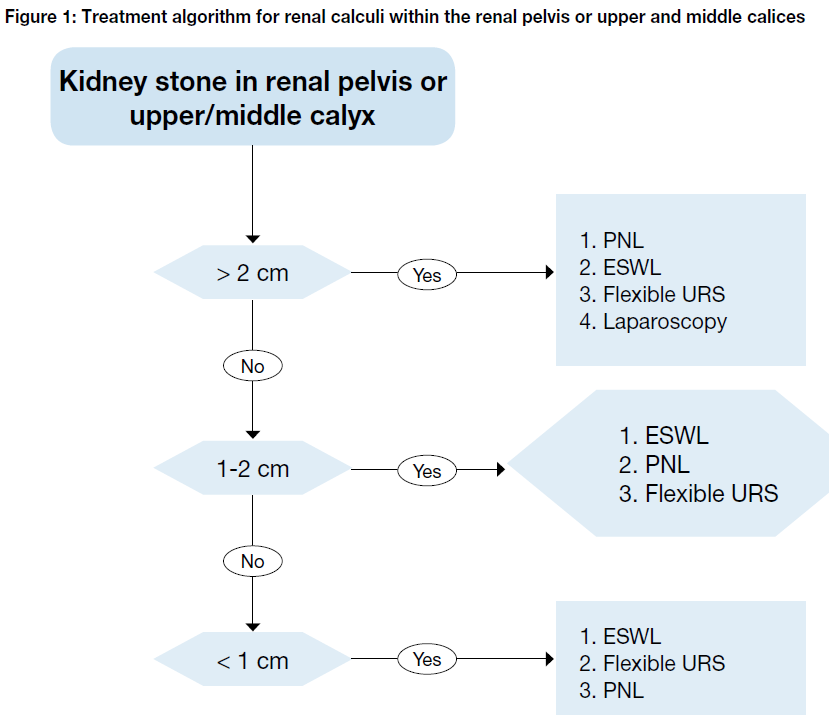 Figure 1: Treatment algorithm for renal calculi within the renal pelvis or upper and middle calices
Kidney stone in renal pelvis or
upper/middle calyx
> 2 cm
Yes
1. PNL
2. ESWL
3. Flexible URS
4. Laparoscopy
No
1-2 cm
Yes
1. ESWL
2. PNL
3. Flexible URS
No
< 1 cm
Yes
1. ESWL
2. Flexible URS
3. PNL